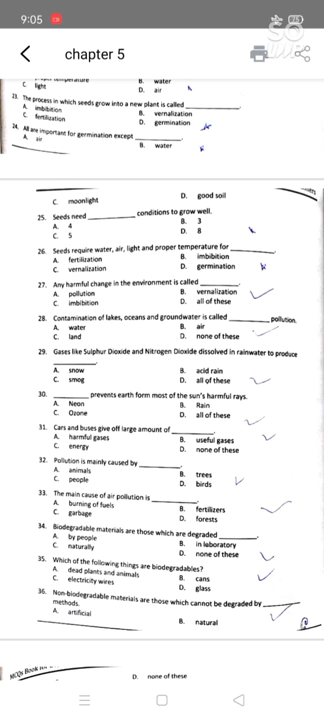 9:05
chapter 5
B. water
C. light
D. air
23. The process in which seeds grow into a new plant is called
A. imbibition
B. vernalization
C. fertilization
D. germination
24. All are important for germination except
A. air
B. water
C. moonlight
D. good soil
25. Seeds need conditions to grow well.
A. 4
B. 3
C. 5
D. 8
26. Seeds require water, air, light and proper temperature for
A. fertilization
B. imbibition
C. vernalization
D. germination
27. Any harmful change in the environment is called
A. pollution
B. vernalization
C. imbibition
D. all of these
28. Contamination of lakes, oceans and groundwater is called pollution.
A. water
B. air
C. land
D. none of these
29. Gases like Sulphur Dioxide and Nitrogen Dioxide dissolved in rainwater to produce
A. snow
B. acid rain
C. smog
D. all of these
30. prevents earth form most of the sun's harmful rays.
A. Neon
B. Rain
C. Ozone
D. all of these
31. Cars and buses give off large amount of
A. harmful gases
B. useful gases
C. energy
D. none of these
32. Pollution is mainly caused by
A. animals
B. trees
C. people
D. birds
33. The main cause of air pollution is
A. burning of fuels
B. fertilizers
C. garbage
D. forests
34. Biodegradable materials are those which are degraded
A. by people
B. in laboratory
C. naturally
D. none of these
35. Which of the following things are biodegradables?
A. dead plants and animals
B. cans
C. electricity wires
D. glass
36. Non-biodegradable materials are those which cannot be degraded by
methods.
A. artificial
B. natural
MCQs Book
D. none of these